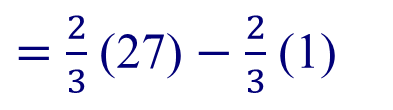 = 2/3 (27) − 2/3 (1)